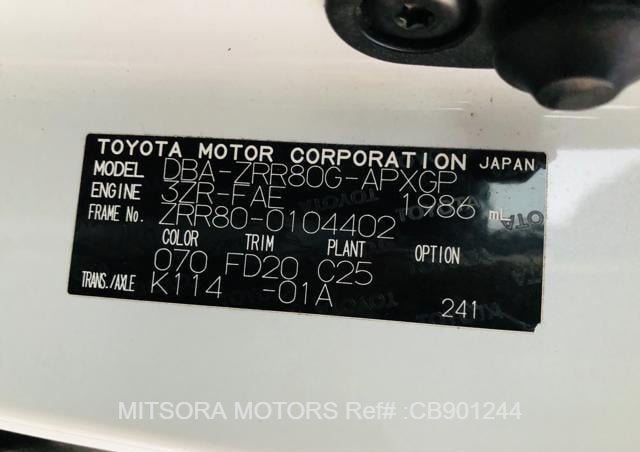 TOYOTA MOTOR CORPORATION JAPAN
MODEL DBA-ZRR80G-APXGP
ENGINE 3ZR-FAE 1986 mL
FRAME No. ZRR80-0104402
COLOR TRIM PLANT OPTION
070 FD20 C25
TRANS./AXLE K114 -01A
241
MITSORA MOTORS Ref# :CB901244